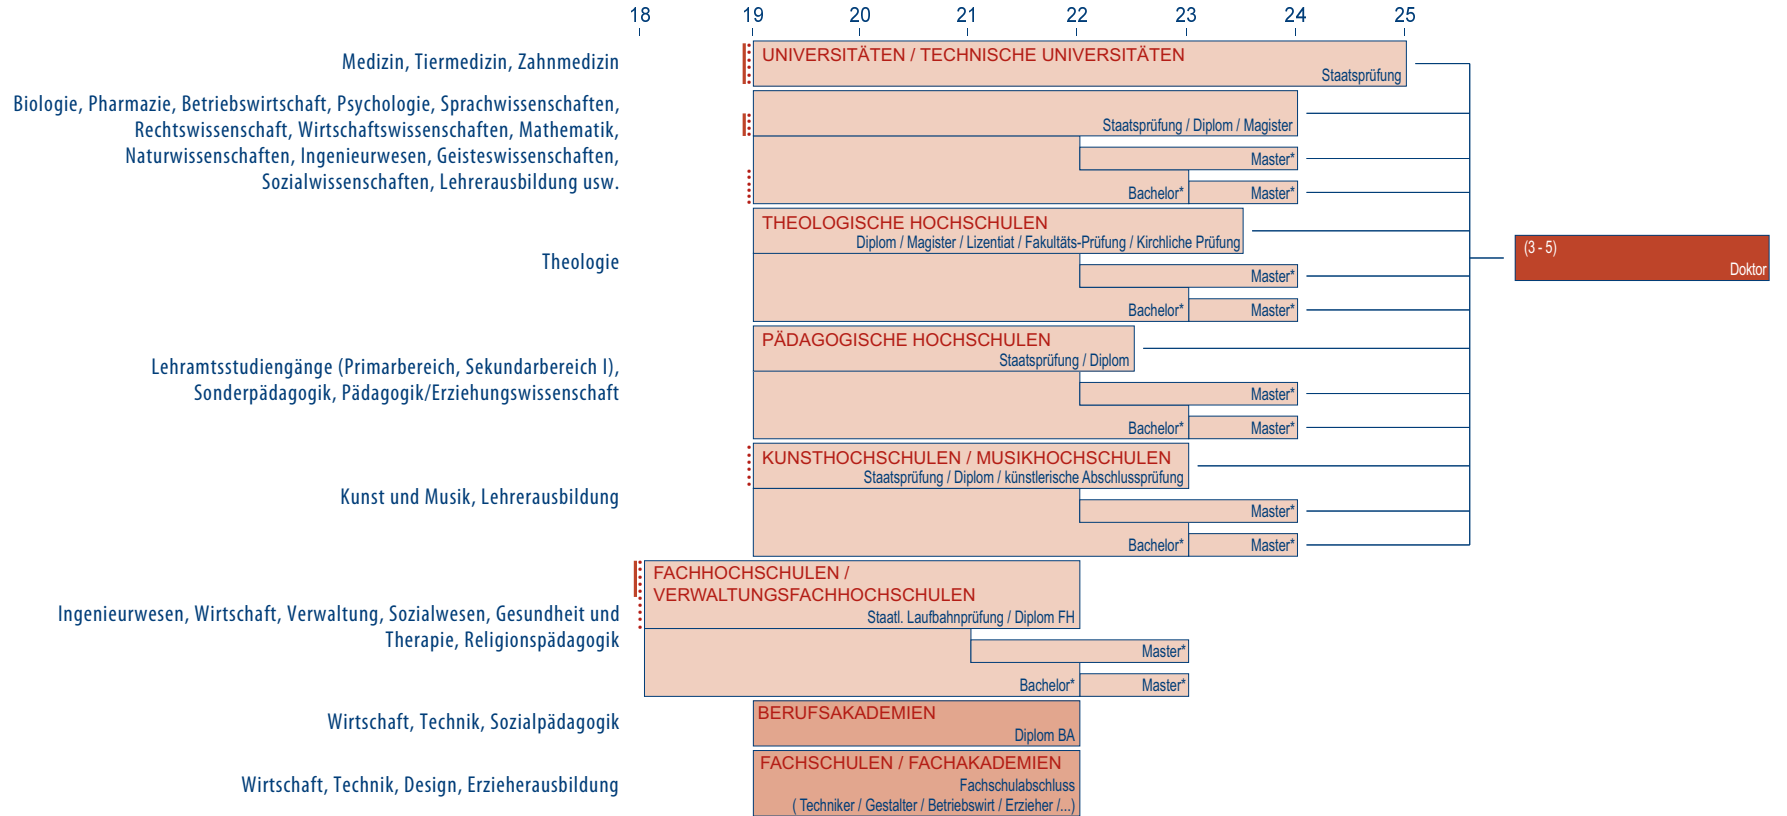 18 19 20 21 22 23 24 25
Medizin, Tiermedizin, Zahnmedizin
UNIVERSITÄTEN / TECHNISCHE UNIVERSITÄTEN
Staatsprüfung
Biologie, Pharmazie, Betriebswirtschaft, Psychologie, Sprachwissenschaften,
Rechtswissenschaft, Wirtschaftswissenschaften, Mathematik,
Naturwissenschaften, Ingenieurwesen, Geisteswissenschaften,
Sozialwissenschaften, Lehrerausbildung usw.
Staatsprüfung / Diplom / Magister
Master*
Bachelor* Master*
Theologie
THEOLOGISCHE HOCHSCHULEN
Diplom / Magister / Lizentiat / Fakultäts-Prüfung / Kirchliche Prüfung
Master*
Bachelor* Master*
(3 - 5)
Doktor
Lehramtsstudiengänge (Primarbereich, Sekundarbereich I),
Sonderpädagogik, Pädagogik/Erziehungswissenschaft
PÄDAGOGISCHE HOCHSCHULEN
Staatsprüfung / Diplom
Master*
Bachelor* Master*
Kunst und Musik, Lehrerausbildung
KUNSTHOCHSCHULEN / MUSIKHOCHSCHULEN
Staatsprüfung / Diplom / künstlerische Abschlussprüfung
Master*
Bachelor* Master*
Ingenieurwesen, Wirtschaft, Verwaltung, Sozialwesen, Gesundheit und
Therapie, Religionspädagogik
FACHHOCHSCHULEN /
VERWALTUNGSFACHHOCHSCHULEN
Staatl. Laufbahnprüfung / Diplom FH
Master*
Bachelor* Master*
Wirtschaft, Technik, Sozialpädagogik
BERUFSAKADEMIEN
Diplom BA
Wirtschaft, Technik, Design, Erzieherausbildung
FACHSCHULEN / FACHAKADEMIEN
Fachschulabschluss
( Techniker / Gestalter / Betriebswirt / Erzieher /...)